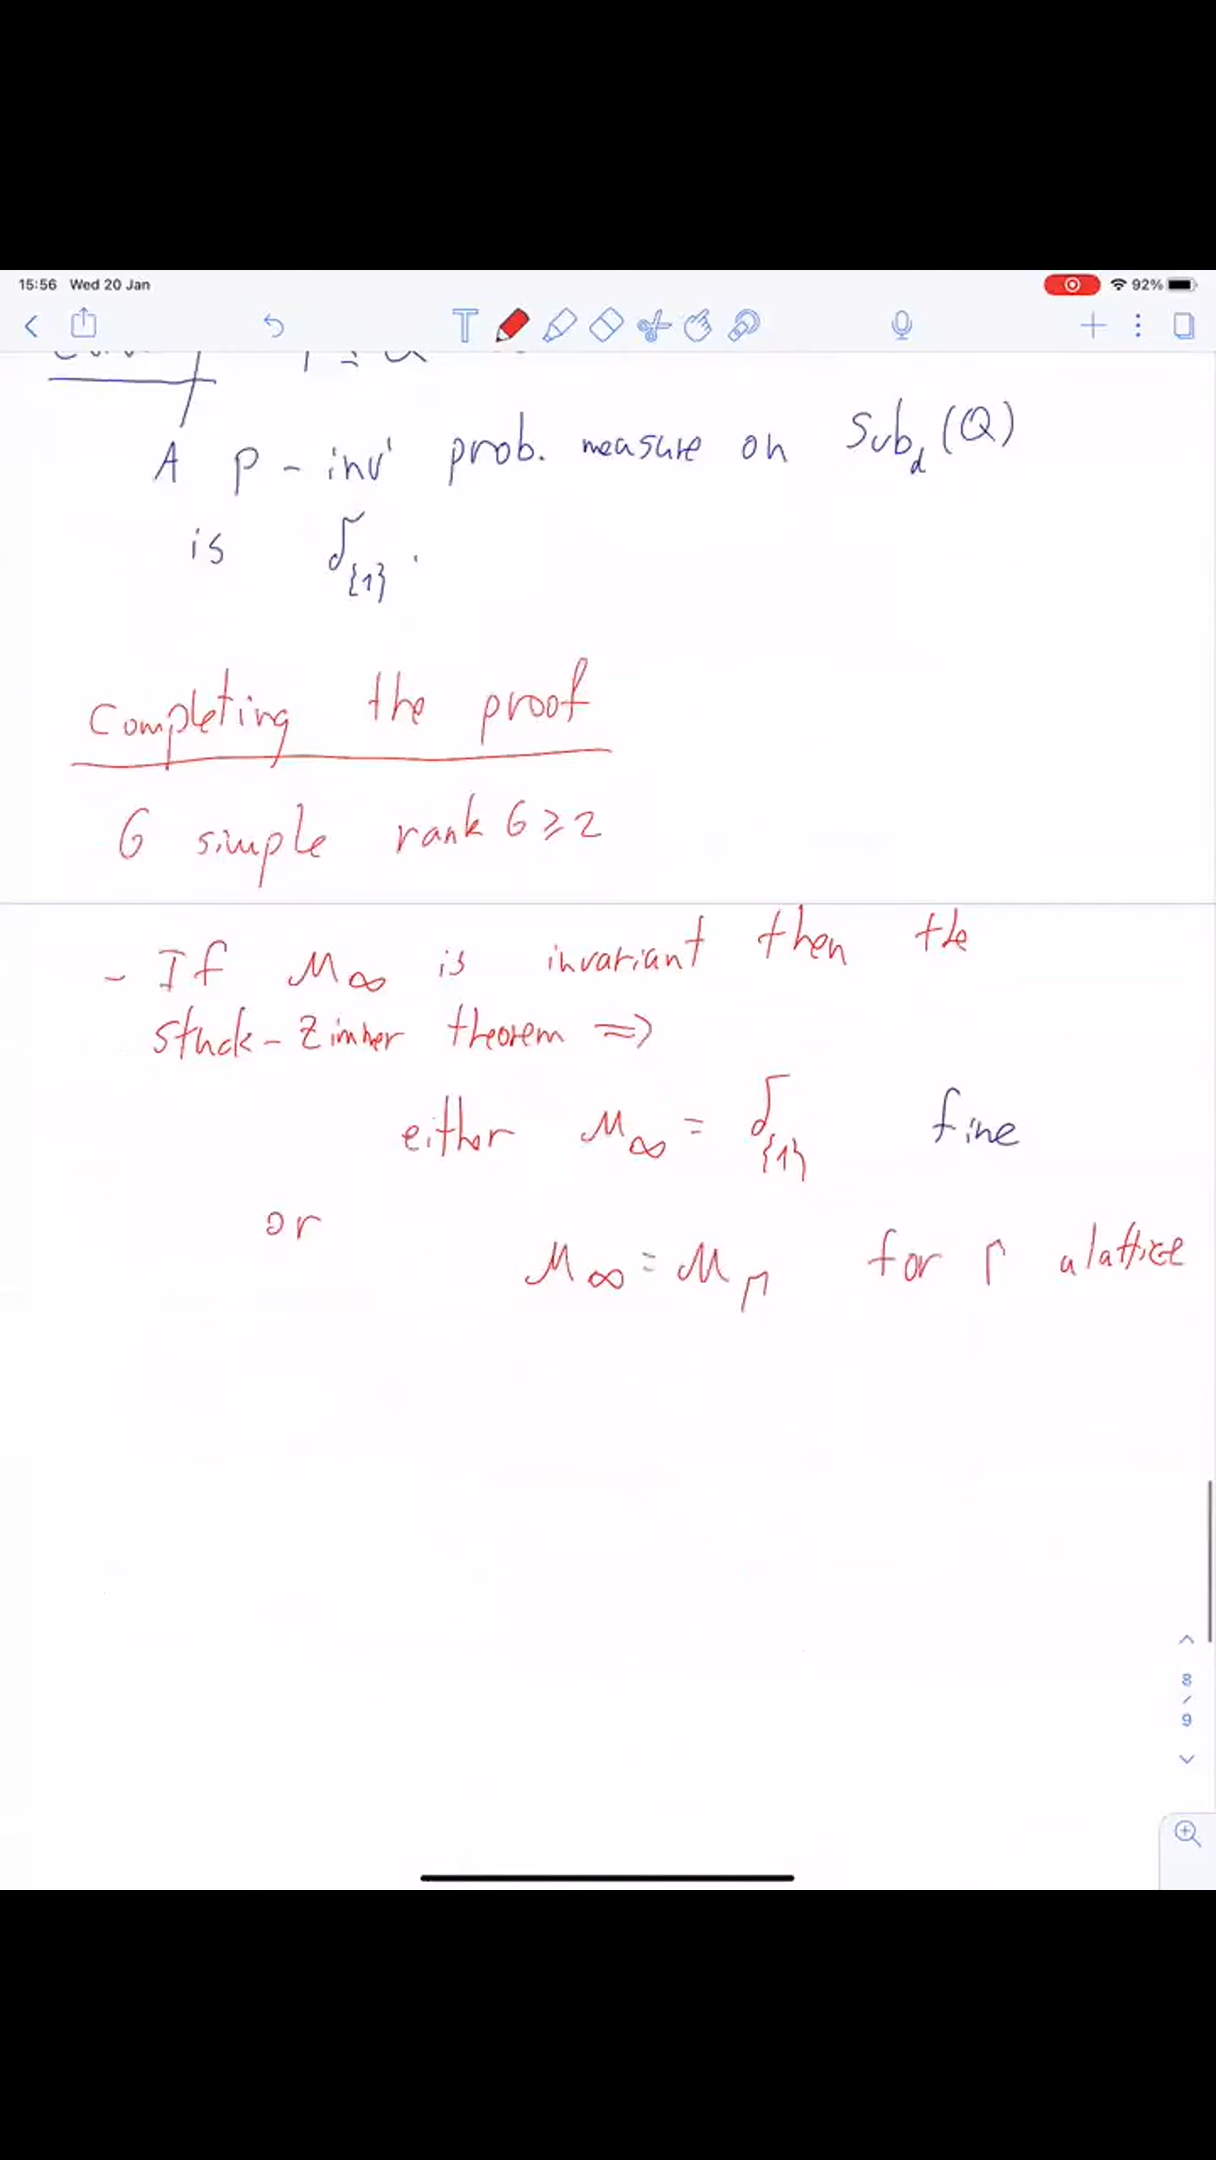 15:56 Wed 20 Jan
92%
A P-inv' prob. measure on Sub_d(Q)
is δ_{1}.
Completing the proof
G simple rank G ≥ 2
- If μ_∞ is invariant then the
Stuck-Zimmer theorem ⇒
either μ_∞ = δ_{1} fine
or
μ_∞ = μ_Γ for Γ a lattice
8
/
9